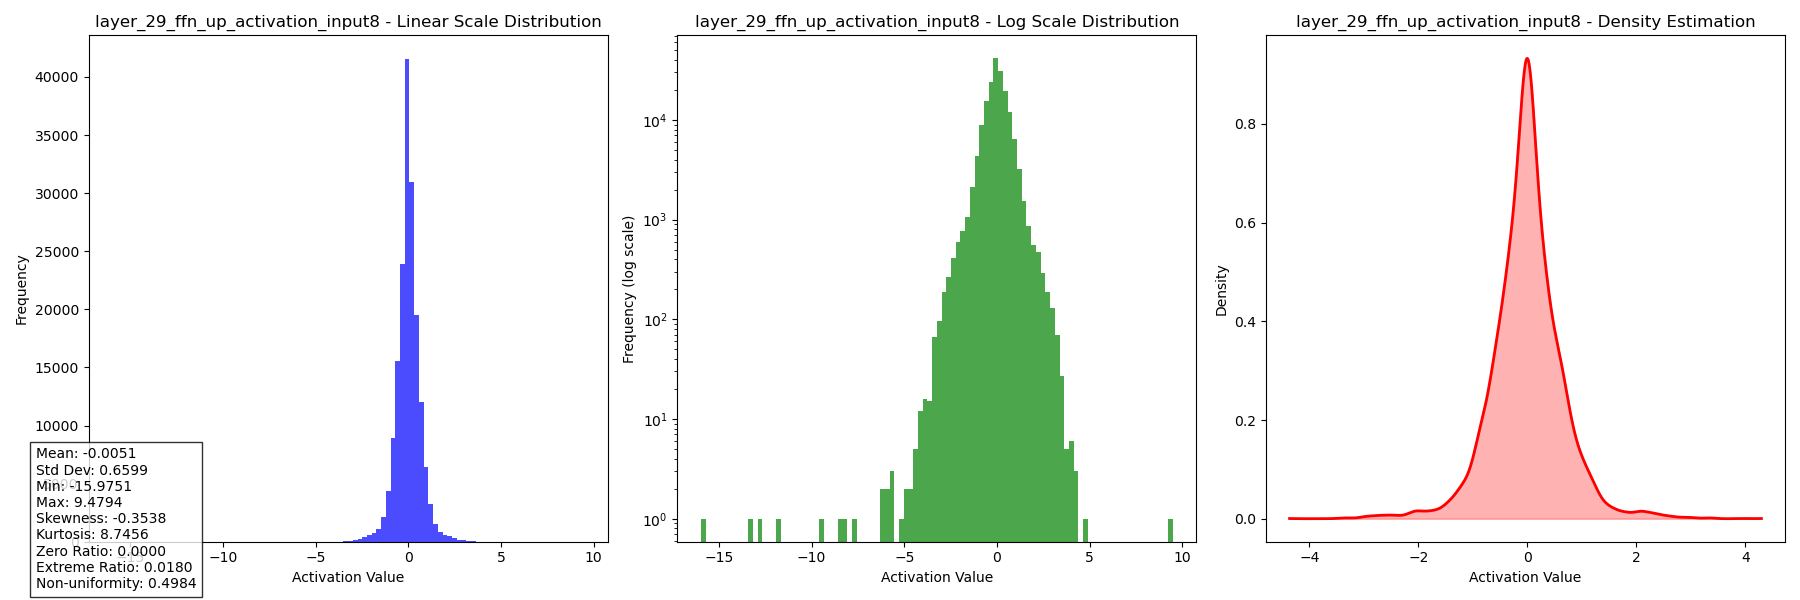 layer_29_ffn_up_activation_input8 - Linear Scale Distribution
Frequency
40000
35000
30000
25000
20000
15000
10000
5000
0
−15
−10
−5
0
5
10
Activation Value
Mean: -0.0051
Std Dev: 0.6599
Min: -15.9751
Max: 9.4794
Skewness: -0.3538
Kurtosis: 8.7456
Zero Ratio: 0.0000
Extreme Ratio: 0.0180
Non-uniformity: 0.4984
layer_29_ffn_up_activation_input8 - Log Scale Distribution
Frequency (log scale)
10⁴
10³
10²
10¹
10⁰
−15
−10
−5
0
5
10
Activation Value
layer_29_ffn_up_activation_input8 - Density Estimation
Density
0.8
0.6
0.4
0.2
0.0
−4
−2
0
2
4
Activation Value